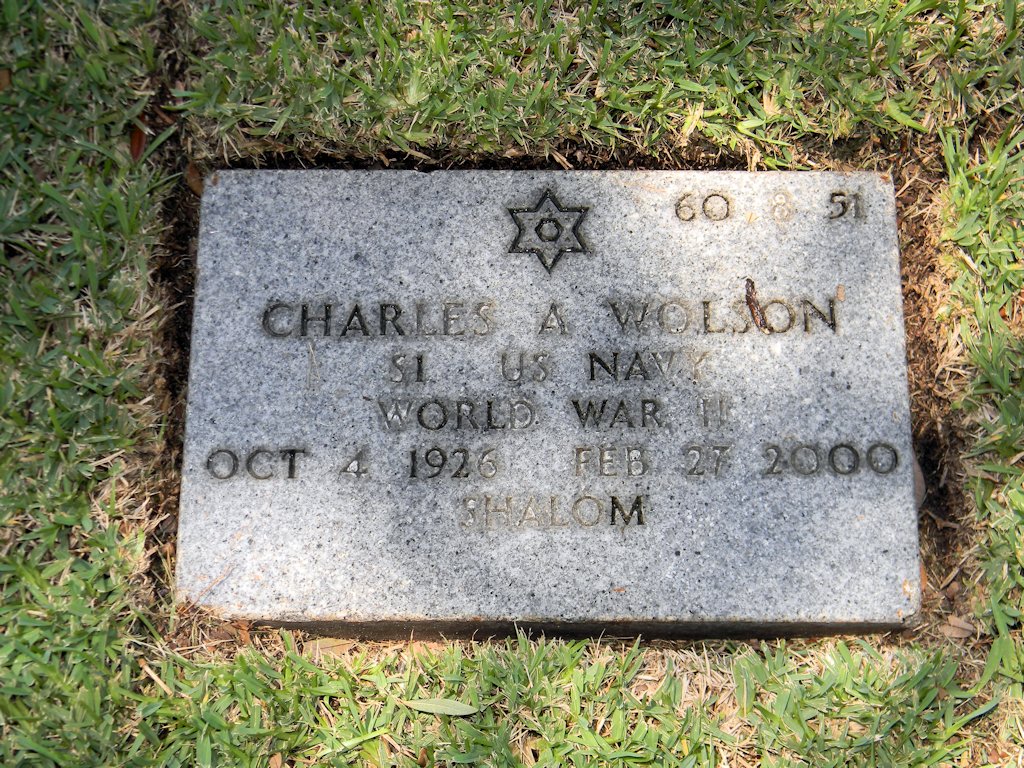 60 8 51
CHARLES A WOLSON
S1 US NAVY
WORLD WAR II
OCT 4 1926 FEB 27 2000
SHALOM